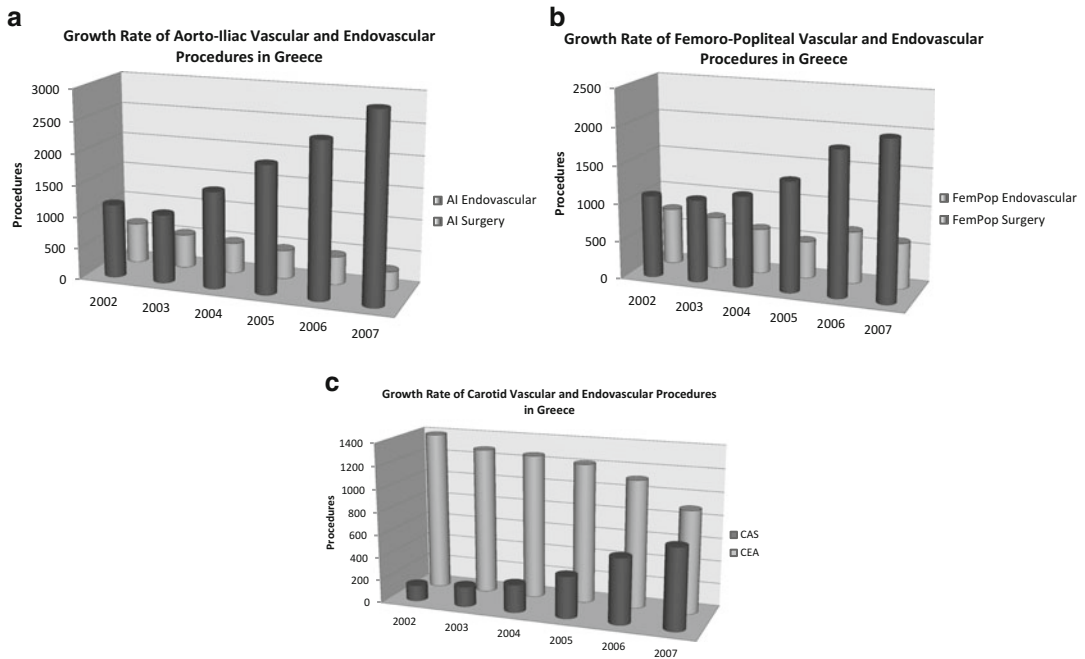 a
Growth Rate of Aorto-Iliac Vascular and Endovascular
Procedures in Greece
3000
2500
2000
1500
1000
500
0
Procedures
2002
2003
2004
2005
2006
2007
AI Endovascular
AI Surgery
b
Growth Rate of Femoro-Popliteal Vascular and Endovascular
Procedures in Greece
2500
2000
1500
1000
500
0
Procedures
2002
2003
2004
2005
2006
2007
FemPop Endovascular
FemPop Surgery
c
Growth Rate of Carotid Vascular and Endovascular Procedures
in Greece
1400
1200
1000
800
600
400
200
0
Procedures
2002
2003
2004
2005
2006
2007
CAS
CEA